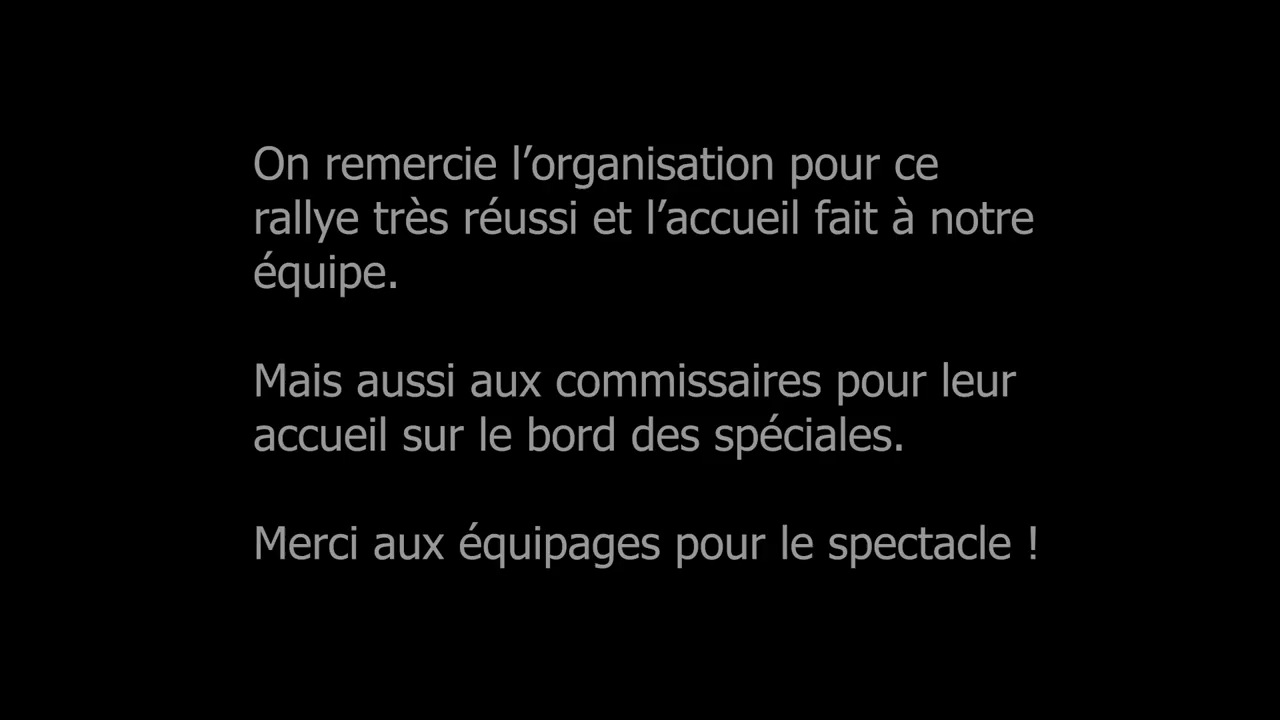 On remercie l’organisation pour ce
rallye très réussi et l’accueil fait à notre
équipe.
Mais aussi aux commissaires pour leur
accueil sur le bord des spéciales.
Merci aux équipages pour le spectacle !